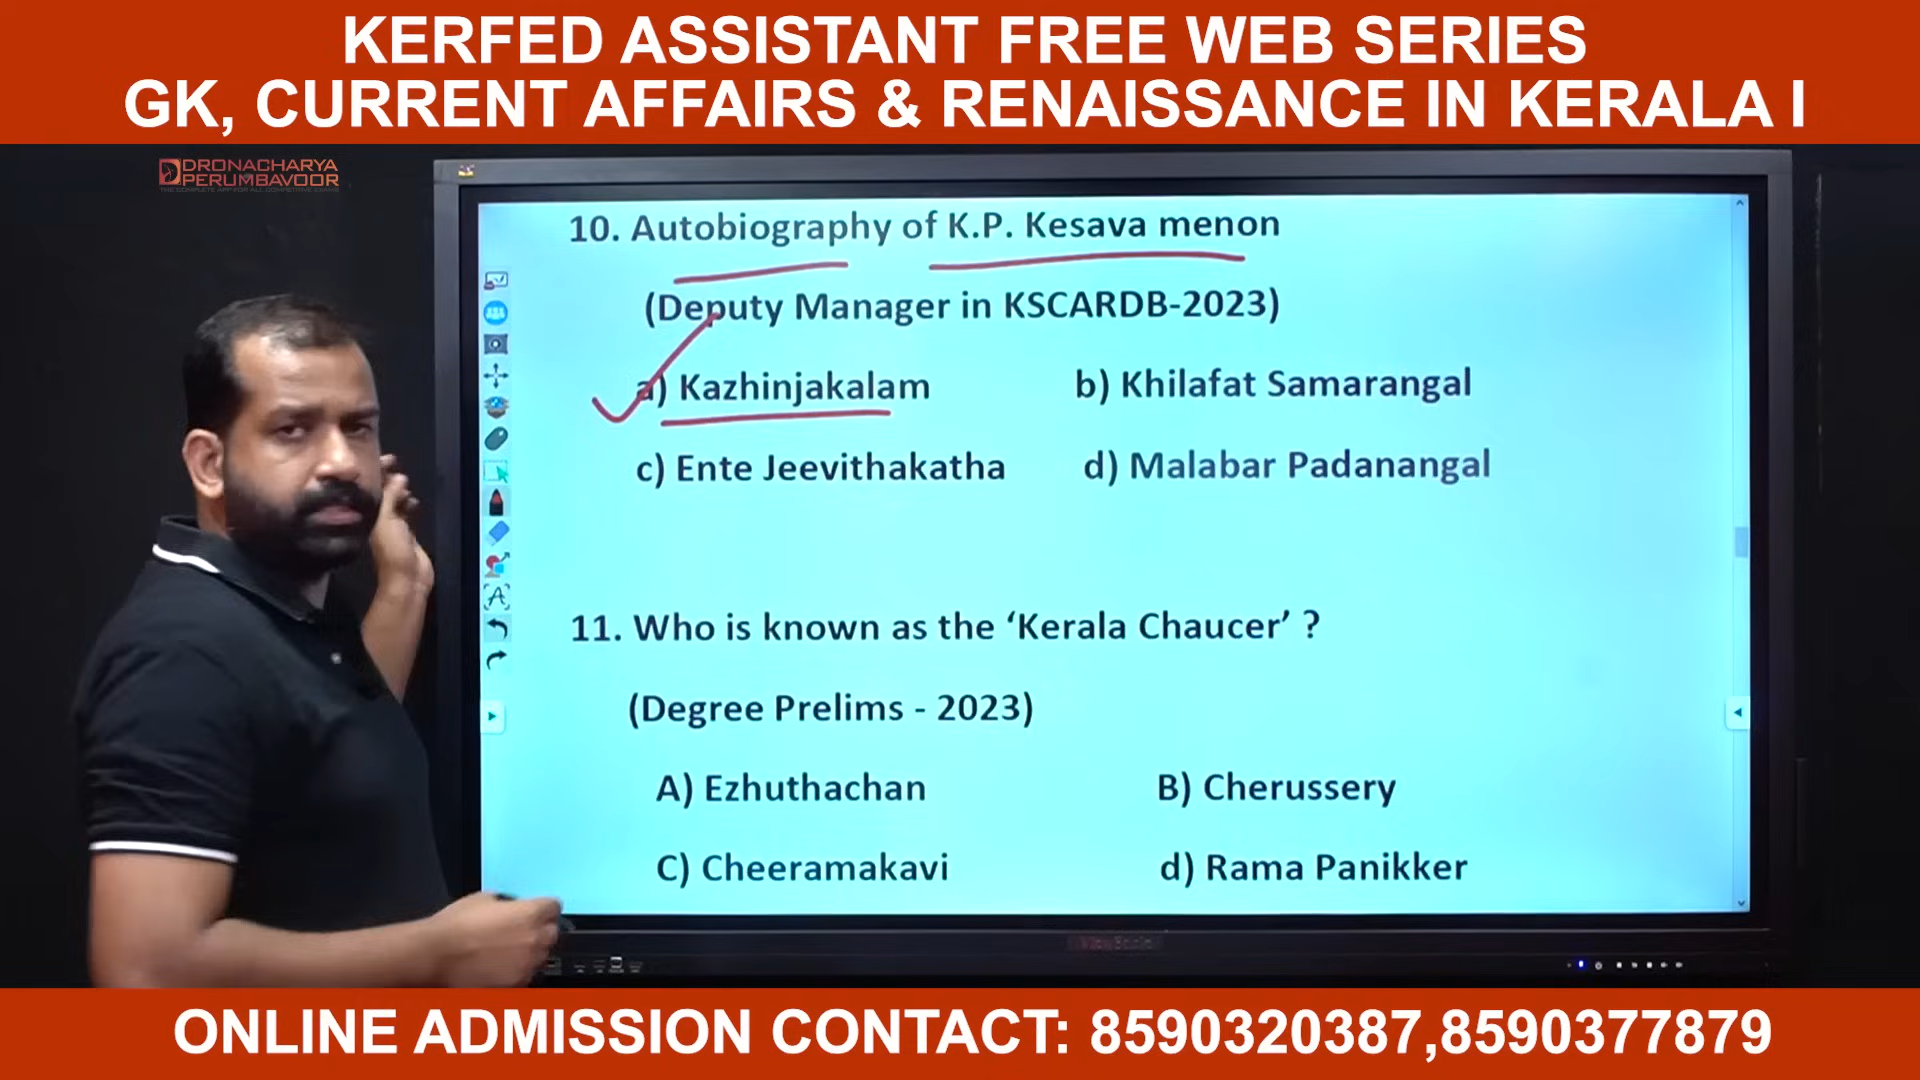 KERFED ASSISTANT FREE WEB SERIES
GK, CURRENT AFFAIRS & RENAISSANCE IN KERALA I
DRONACHARYA
PERUMBAVOOR
10. Autobiography of K.P. Kesava menon
(Deputy Manager in KSCARDB-2023)
a) Kazhinjakalam b) Khilafat Samarangal
c) Ente Jeevithakatha d) Malabar Padanangal
11. Who is known as the ‘Kerala Chaucer’ ?
(Degree Prelims - 2023)
A) Ezhuthachan B) Cherussery
C) Cheeramakavi d) Rama Panikker
ViewSonic
ONLINE ADMISSION CONTACT: 8590320387,8590377879